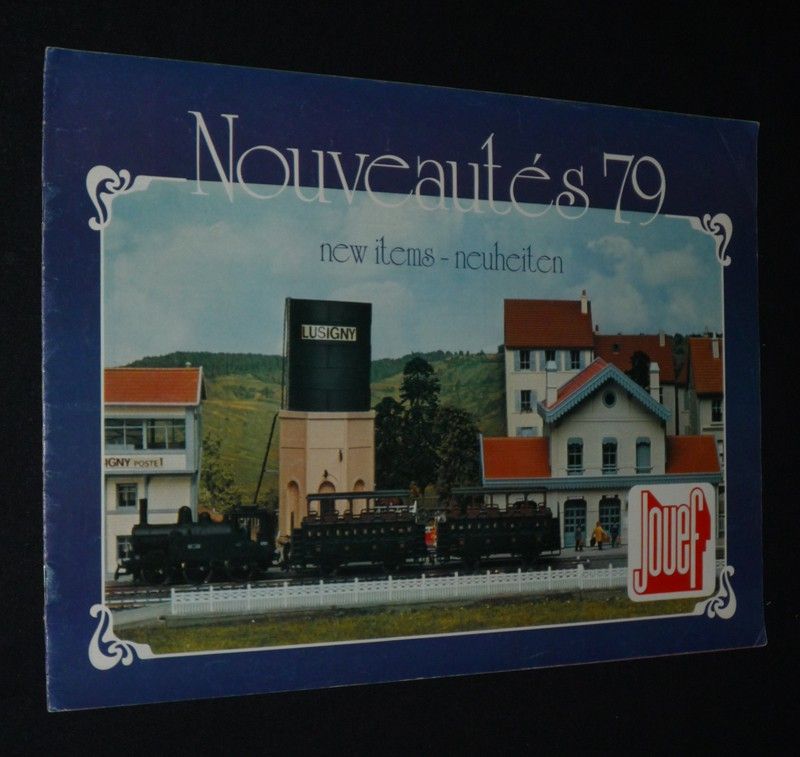 Nouveautés 79
new items - neuheiten
LUSIGNY
IGNY POSTE 1
Jouef